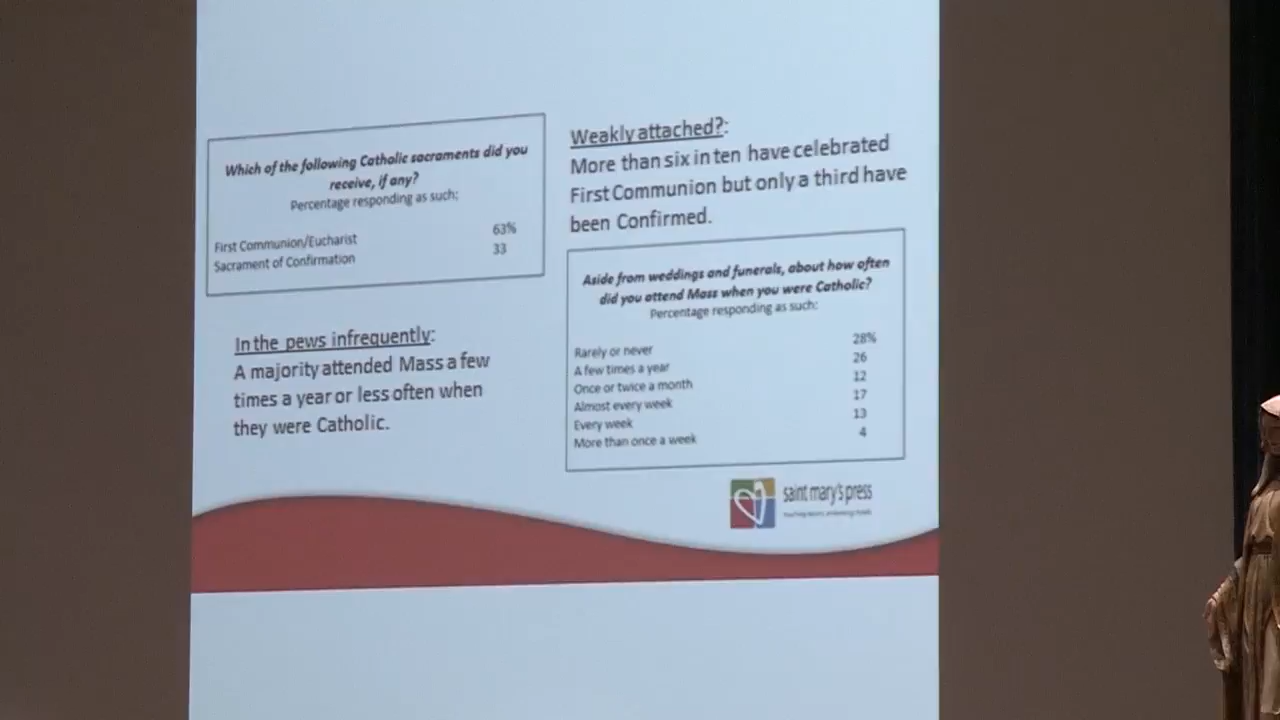 Which of the following Catholic sacraments did you
receive, if any?
Percentage responding as such:
First Communion/Eucharist 63%
Sacrament of Confirmation 33
Weakly attached?:
More than six in ten have celebrated
First Communion but only a third have
been Confirmed.
In the pews infrequently:
A majority attended Mass a few
times a year or less often when
they were Catholic.
Aside from weddings and funerals, about how often
did you attend Mass when you were Catholic?
Percentage responding as such:
Rarely or never 28%
A few times a year 26
Once or twice a month 12
Almost every week 17
Every week 13
More than once a week 4
saint mary's press